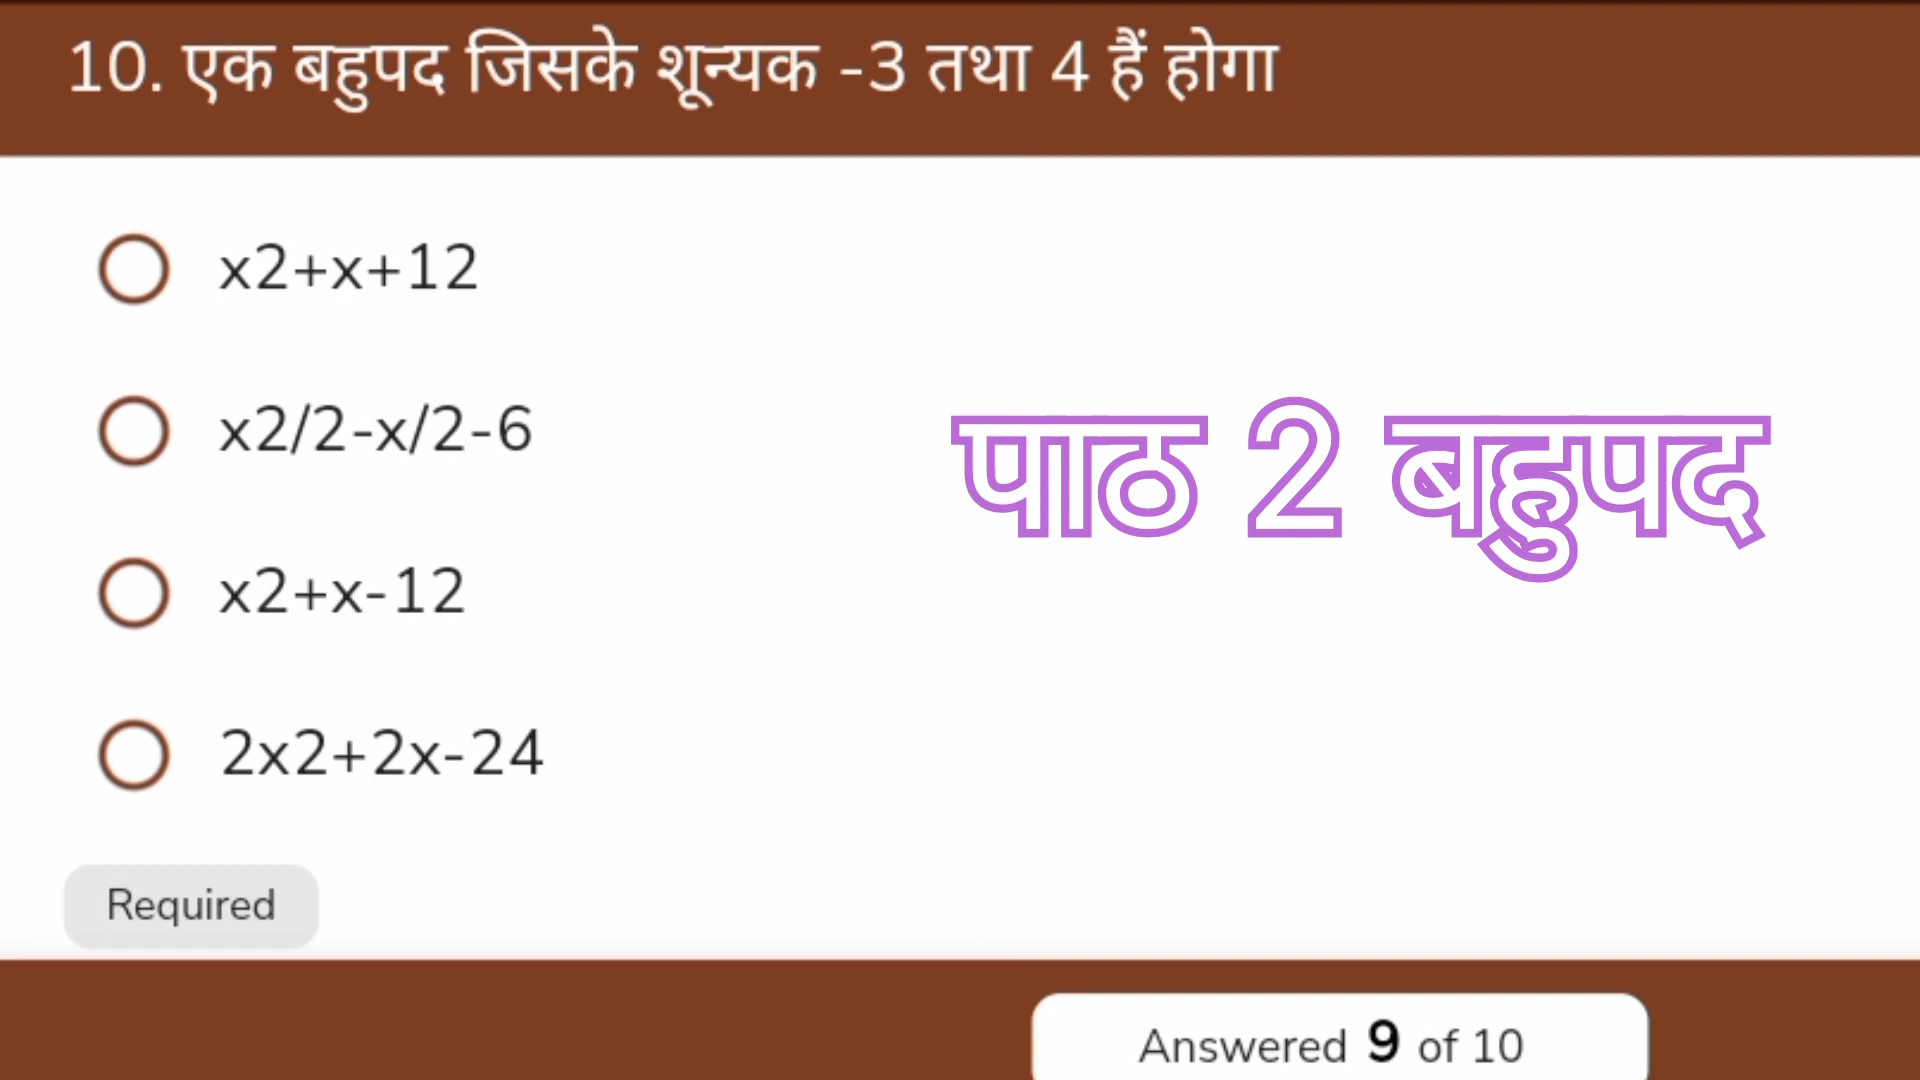 10. एक बहुपद जिसके शून्यक -3 तथा 4 हैं होगा
x2+x+12
x2/2-x/2-6
x2+x-12
2x2+2x-24
पाठ 2 बहुपद
Required
Answered 9 of 10